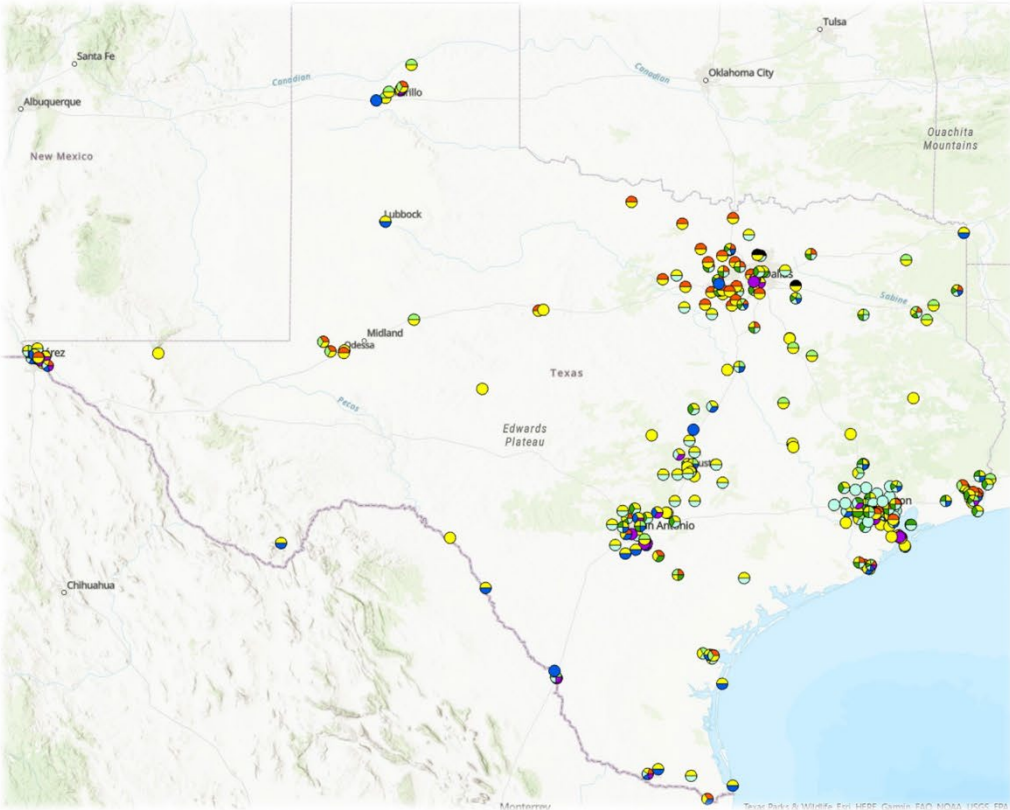 Tulsa
Santa Fe
Canadian
Canadian
Oklahoma City
Albuquerque
Ouachita
Mountains
New Mexico
Lubbock
Sabine
Midland
Odessa
Texas
Pecos
Edwards
Plateau
San Antonio
Chihuahua
Monterrey
Texas Parks & Wildlife, Esri, HERE, Garmin, FAO, NOAA, USGS, EPA